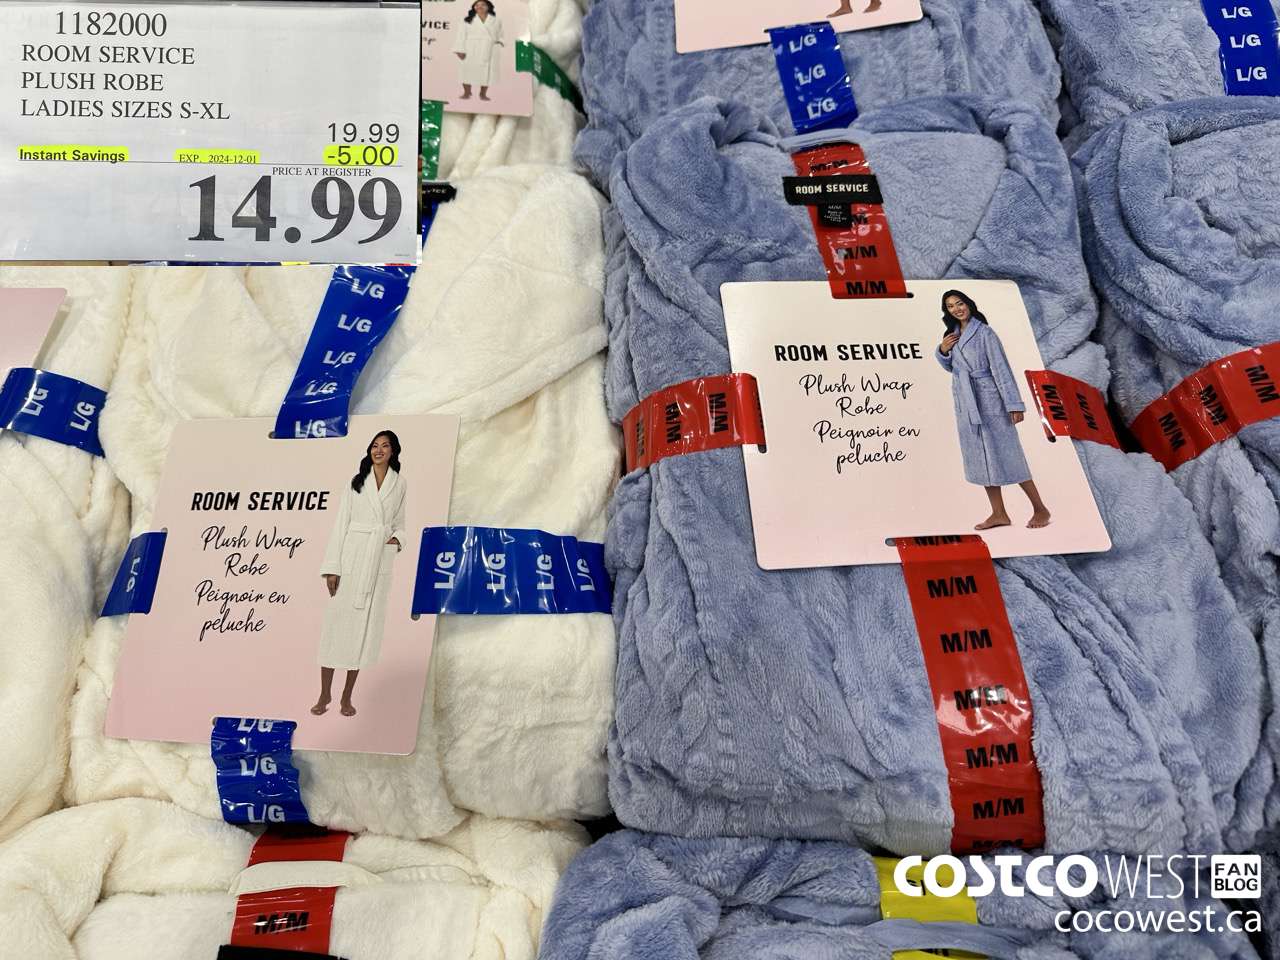 1182000
ROOM SERVICE
PLUSH ROBE
LADIES SIZES S-XL
19.99
Instant Savings EXP. 2024-12-01 -5.00
PRICE AT REGISTER
14.99
L/G
L/G
L/G
L/G
L/G
L/G
L/G
L/G
L/G
L/G
L/G
L/G
ROOM SERVICE
Plush Wrap
Robe
Peignoir en
peluche
L/G
L/G
L/G
L/G
L/G
L/G
L/G
M/M
M/M
ROOM SERVICE
M/M
M/M
M/M
ROOM SERVICE
Plush Wrap
Robe
Peignoir en
peluche
M/M
M/M
M/M
M/M
M/M
M/M
M/M
M/M
M/M
M/M
M/M
COSTCO WEST FAN BLOG
cocowest.ca